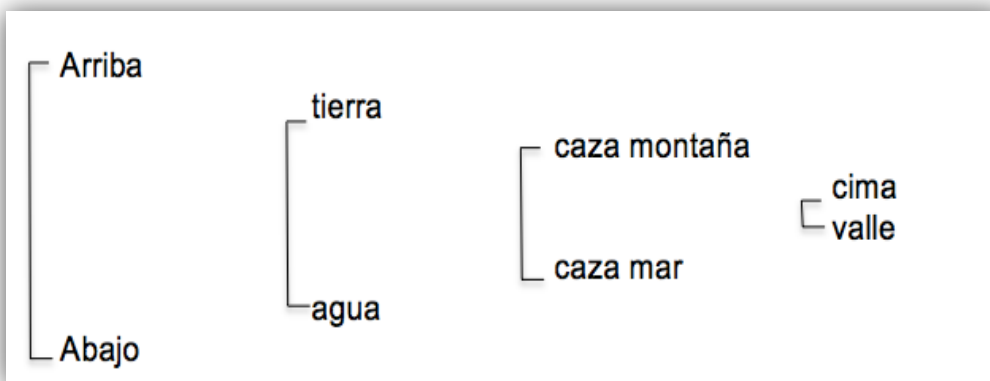 Arriba
tierra
caza montaña
cima
valle
caza mar
agua
Abajo